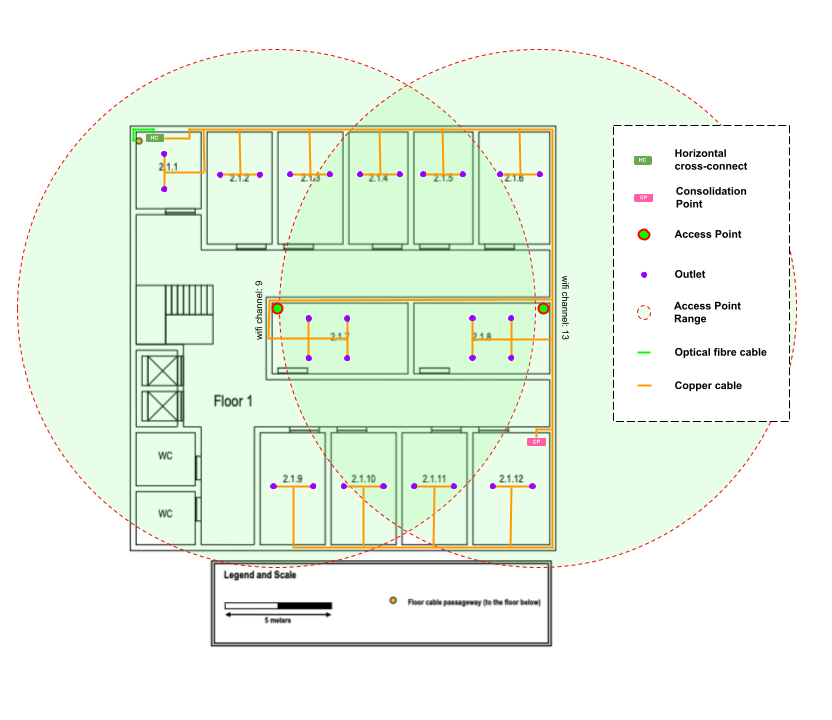 HC
2.1.1
2.1.2
2.1.3
2.1.4
2.1.5
2.1.6
wifi channel: 9
2.1.7
2.1.8
wifi channel: 13
Floor 1
CP
WC
WC
2.1.9
2.1.10
2.1.11
2.1.12
HC
Horizontal
cross-connect
CP
Consolidation
Point
Access Point
Outlet
Access Point
Range
Optical fibre cable
Copper cable
Legend and Scale
5 meters
Floor cable passageway (to the floor below)